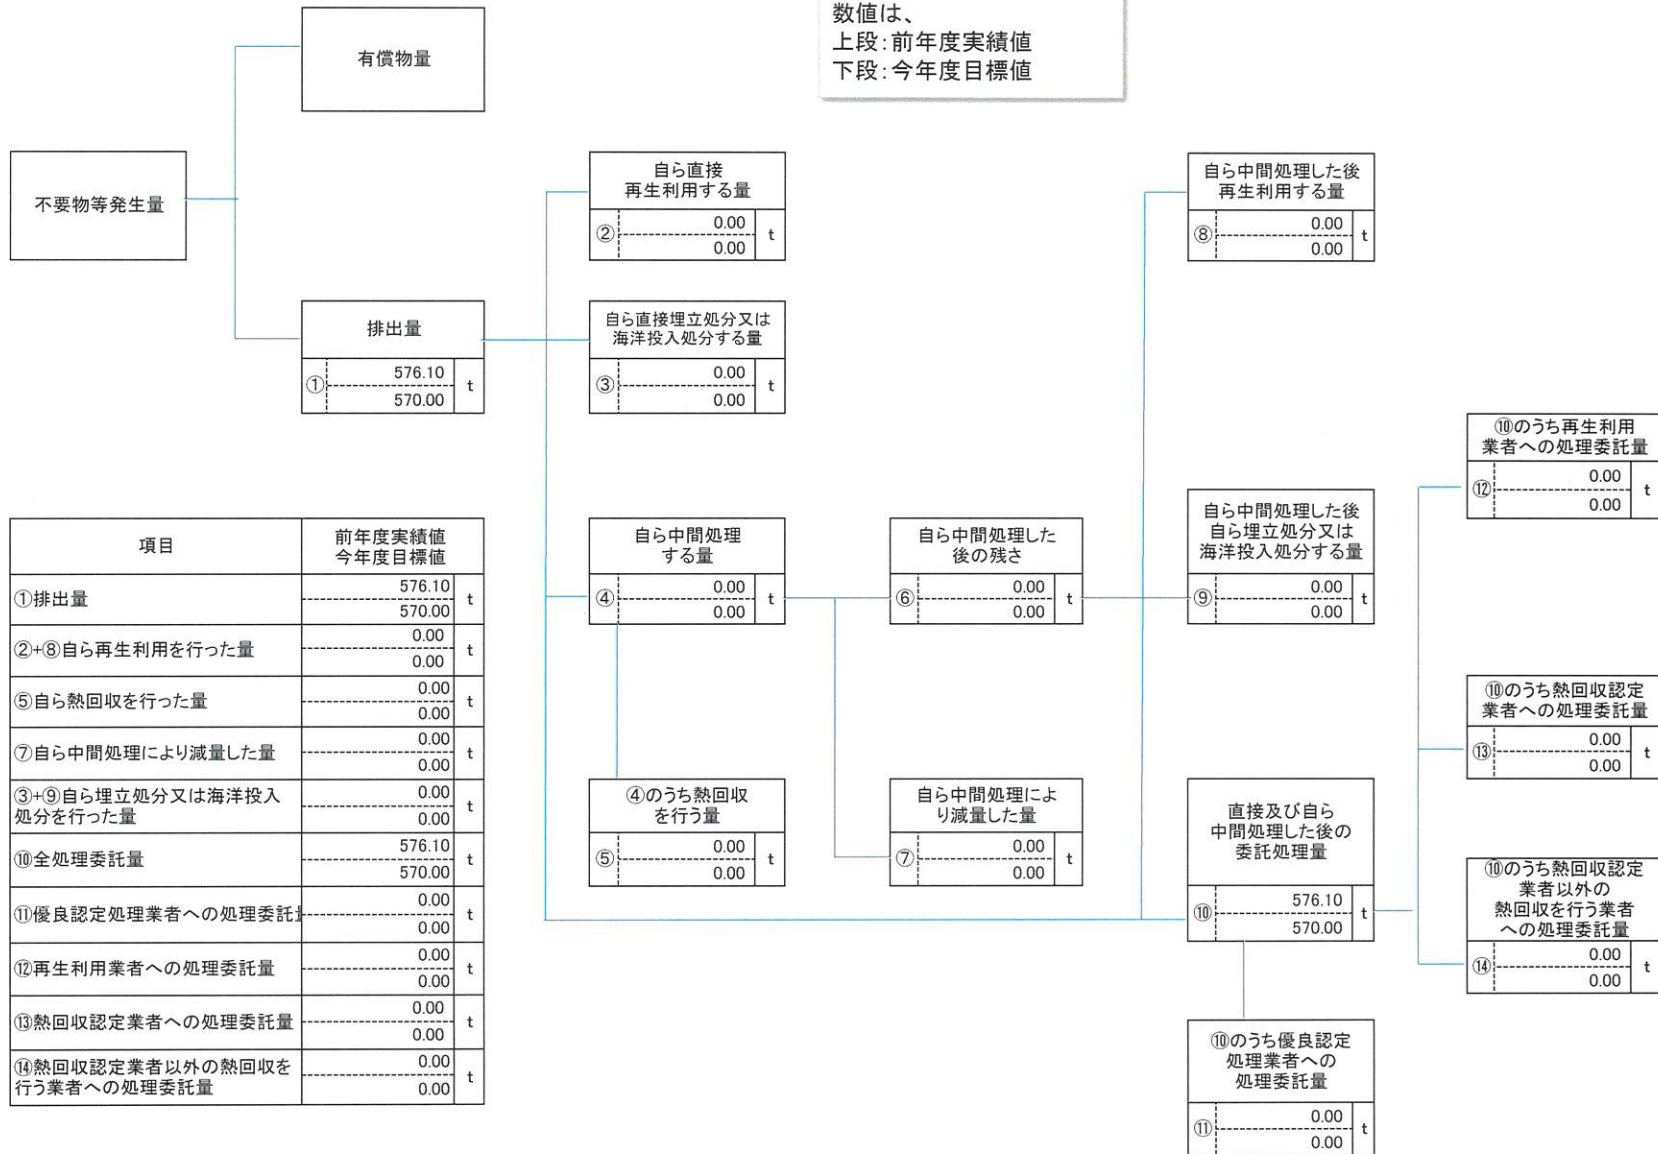 数値は、
上段:前年度実績値
下段:今年度目標値
有償物量
不要物等発生量
排出量
①
576.10
570.00
t
自ら直接
再生利用する量
②
0.00
0.00
t
自ら直接埋立処分又は
海洋投入処分する量
③
0.00
0.00
t
自ら中間処理
する量
④
0.00
0.00
t
④のうち熱回収
を行う量
⑤
0.00
0.00
t
自ら中間処理した
後の残さ
⑥
0.00
0.00
t
自ら中間処理によ
り減量した量
⑦
0.00
0.00
t
自ら中間処理した後
再生利用する量
⑧
0.00
0.00
t
自ら中間処理した後
自ら埋立処分又は
海洋投入処分する量
⑨
0.00
0.00
t
直接及び自ら
中間処理した後の
委託処理量
⑩
576.10
570.00
t
⑩のうち優良認定
処理業者への
処理委託量
⑪
0.00
0.00
t
⑩のうち再生利用
業者への処理委託量
⑫
0.00
0.00
t
⑩のうち熱回収認定
業者への処理委託量
⑬
0.00
0.00
t
⑩のうち熱回収認定
業者以外の
熱回収を行う業者
への処理委託量
⑭
0.00
0.00
t
項目
前年度実績値
今年度目標値
①排出量
576.10
570.00
t
②+⑧自ら再生利用を行った量
0.00
0.00
t
⑤自ら熱回収を行った量
0.00
0.00
t
⑦自ら中間処理により減量した量
0.00
0.00
t
③+⑨自ら埋立処分又は海洋投入
処分を行った量
0.00
0.00
t
⑩全処理委託量
576.10
570.00
t
⑪優良認定処理業者への処理委託
0.00
0.00
t
⑫再生利用業者への処理委託量
0.00
0.00
t
⑬熱回収認定業者への処理委託量
0.00
0.00
t
⑭熱回収認定業者以外の熱回収を
行う業者への処理委託量
0.00
0.00
t